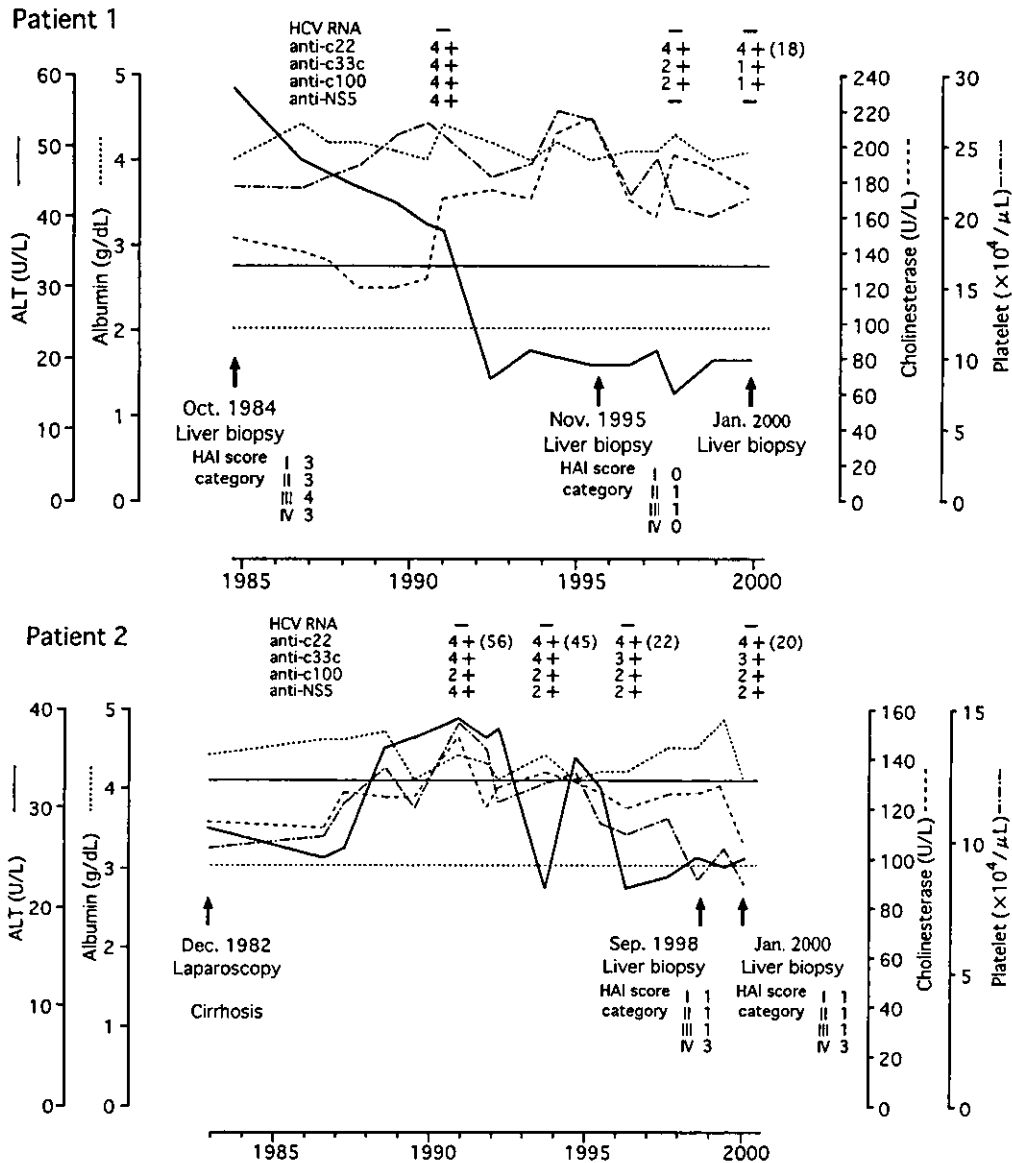 Patient 1
HCV RNA − − −
anti-c22 4+ 4+ 4+(18)
anti-c33c 4+ 2+ 1+
anti-c100 4+ 2+ 1+
anti-NS5 4+ − −
ALT (U/L)
60
50
40
30
20
10
0
Albumin (g/dL)
5
4
3
2
1
0
Cholinesterase (U/L)
240
220
200
180
160
140
120
100
80
60
40
20
0
Platelet (×10⁴/μL)
30
25
20
15
10
5
0
Oct. 1984
Liver biopsy
HAI score category
I 3
II 3
III 4
IV 3
Nov. 1995
Liver biopsy
HAI score category
I 0
II 1
III 1
IV 0
Jan. 2000
Liver biopsy
1985 1990 1995 2000
Patient 2
HCV RNA − − − −
anti-c22 4+(56) 4+(45) 4+(22) 4+(20)
anti-c33c 4+ 4+ 3+ 3+
anti-c100 2+ 2+ 2+ 2+
anti-NS5 4+ 2+ 2+ 2+
ALT (U/L)
40
30
20
10
0
Albumin (g/dL)
5
4
3
2
1
0
Cholinesterase (U/L)
160
140
120
100
80
60
40
20
0
Platelet (×10⁴/μL)
15
10
5
0
Dec. 1982
Laparoscopy
Cirrhosis
Sep. 1998
Liver biopsy
HAI score category
I 1
II 1
III 1
IV 3
Jan. 2000
Liver biopsy
HAI score category
I 1
II 1
III 1
IV 3
1985 1990 1995 2000